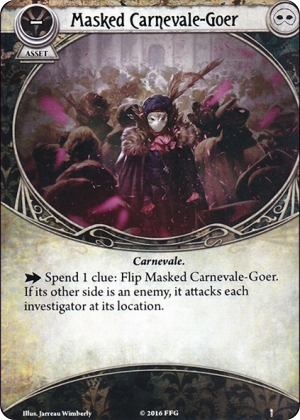 Masked Carnevale-Goer
ASSET
Carnevale.
Spend 1 clue: Flip Masked Carnevale-Goer.
If its other side is an enemy, it attacks each
investigator at its location.
Illus. Jarreau Wimberly
© 2016 FFG
1